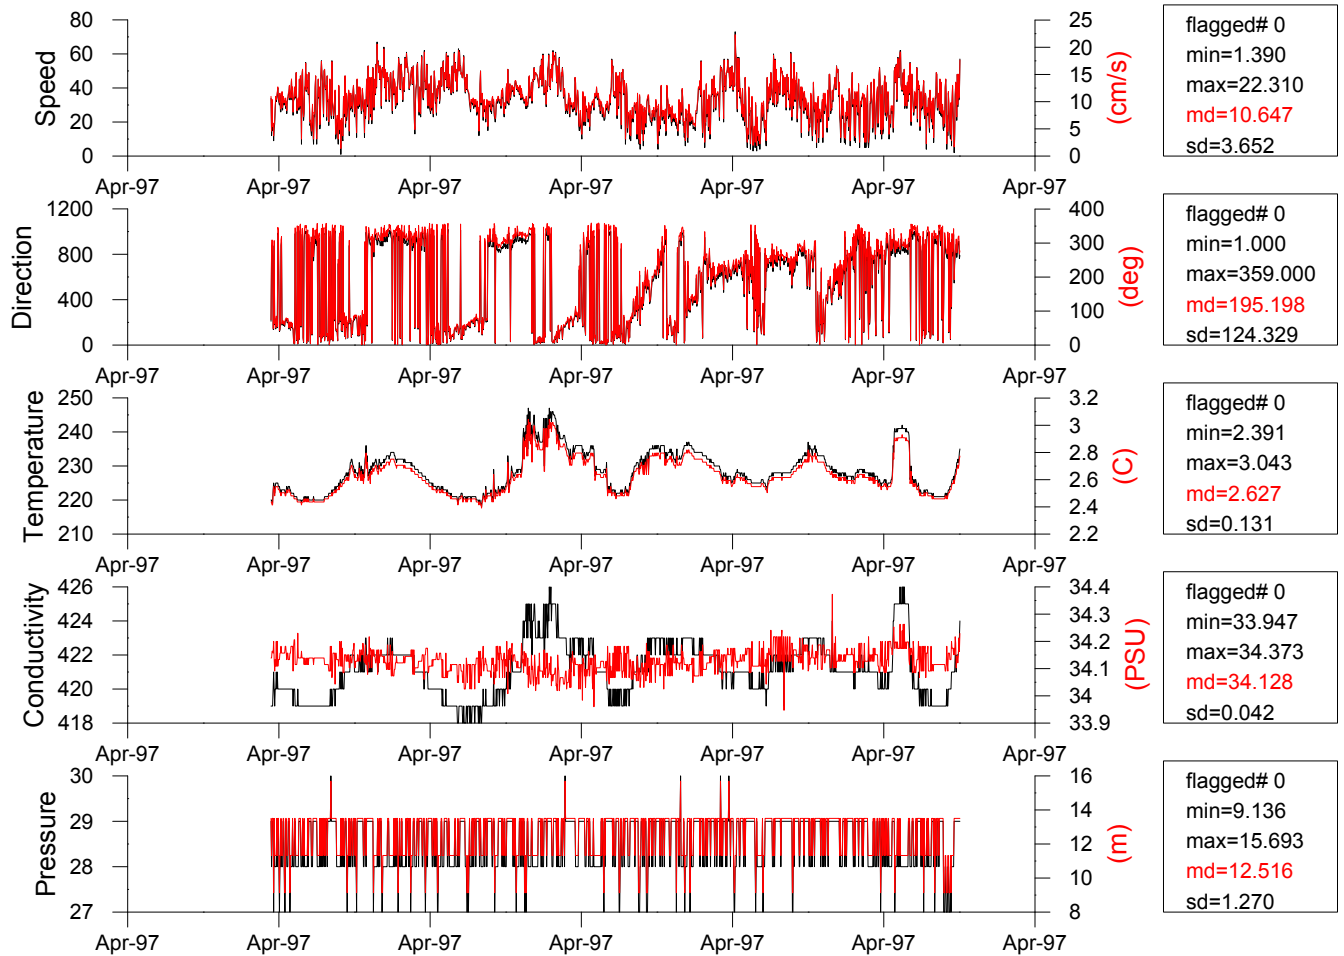 80
60
40
20
0
Speed
25
20
15
10
5
0
(cm/s)
flagged# 0
min=1.390
max=22.310
md=10.647
sd=3.652
Apr-97 Apr-97 Apr-97 Apr-97 Apr-97 Apr-97 Apr-97
1200
800
400
0
Direction
400
300
200
100
0
(deg)
flagged# 0
min=1.000
max=359.000
md=195.198
sd=124.329
Apr-97 Apr-97 Apr-97 Apr-97 Apr-97 Apr-97 Apr-97
250
240
230
220
210
Temperature
3.2
3
2.8
2.6
2.4
2.2
(C)
flagged# 0
min=2.391
max=3.043
md=2.627
sd=0.131
Apr-97 Apr-97 Apr-97 Apr-97 Apr-97 Apr-97 Apr-97
426
424
422
420
418
Conductivity
34.4
34.3
34.2
34.1
34
33.9
(PSU)
flagged# 0
min=33.947
max=34.373
md=34.128
sd=0.042
Apr-97 Apr-97 Apr-97 Apr-97 Apr-97 Apr-97 Apr-97
30
29
28
27
Pressure
16
14
12
10
8
(m)
flagged# 0
min=9.136
max=15.693
md=12.516
sd=1.270
Apr-97 Apr-97 Apr-97 Apr-97 Apr-97 Apr-97 Apr-97